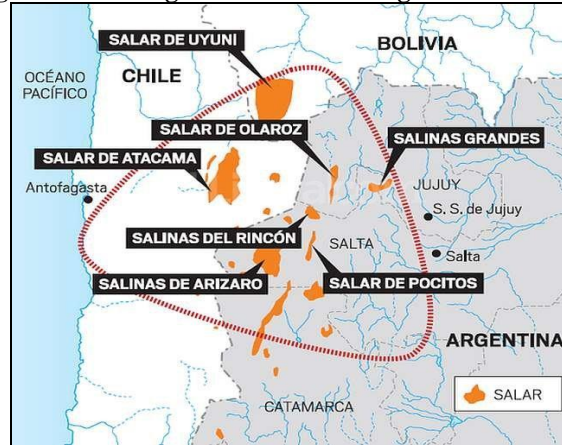 SALAR DE UYUNI
BOLIVIA
OCÉANO
PACÍFICO
CHILE
SALAR DE OLAROZ
SALINAS GRANDES
SALAR DE ATACAMA
Antofagasta
JUJUY
S. S. de Jujuy
SALINAS DEL RINCÓN
SALTA
Salta
SALINAS DE ARIZARO
SALAR DE POCITOS
ARGENTINA
SALAR
CATAMARCA